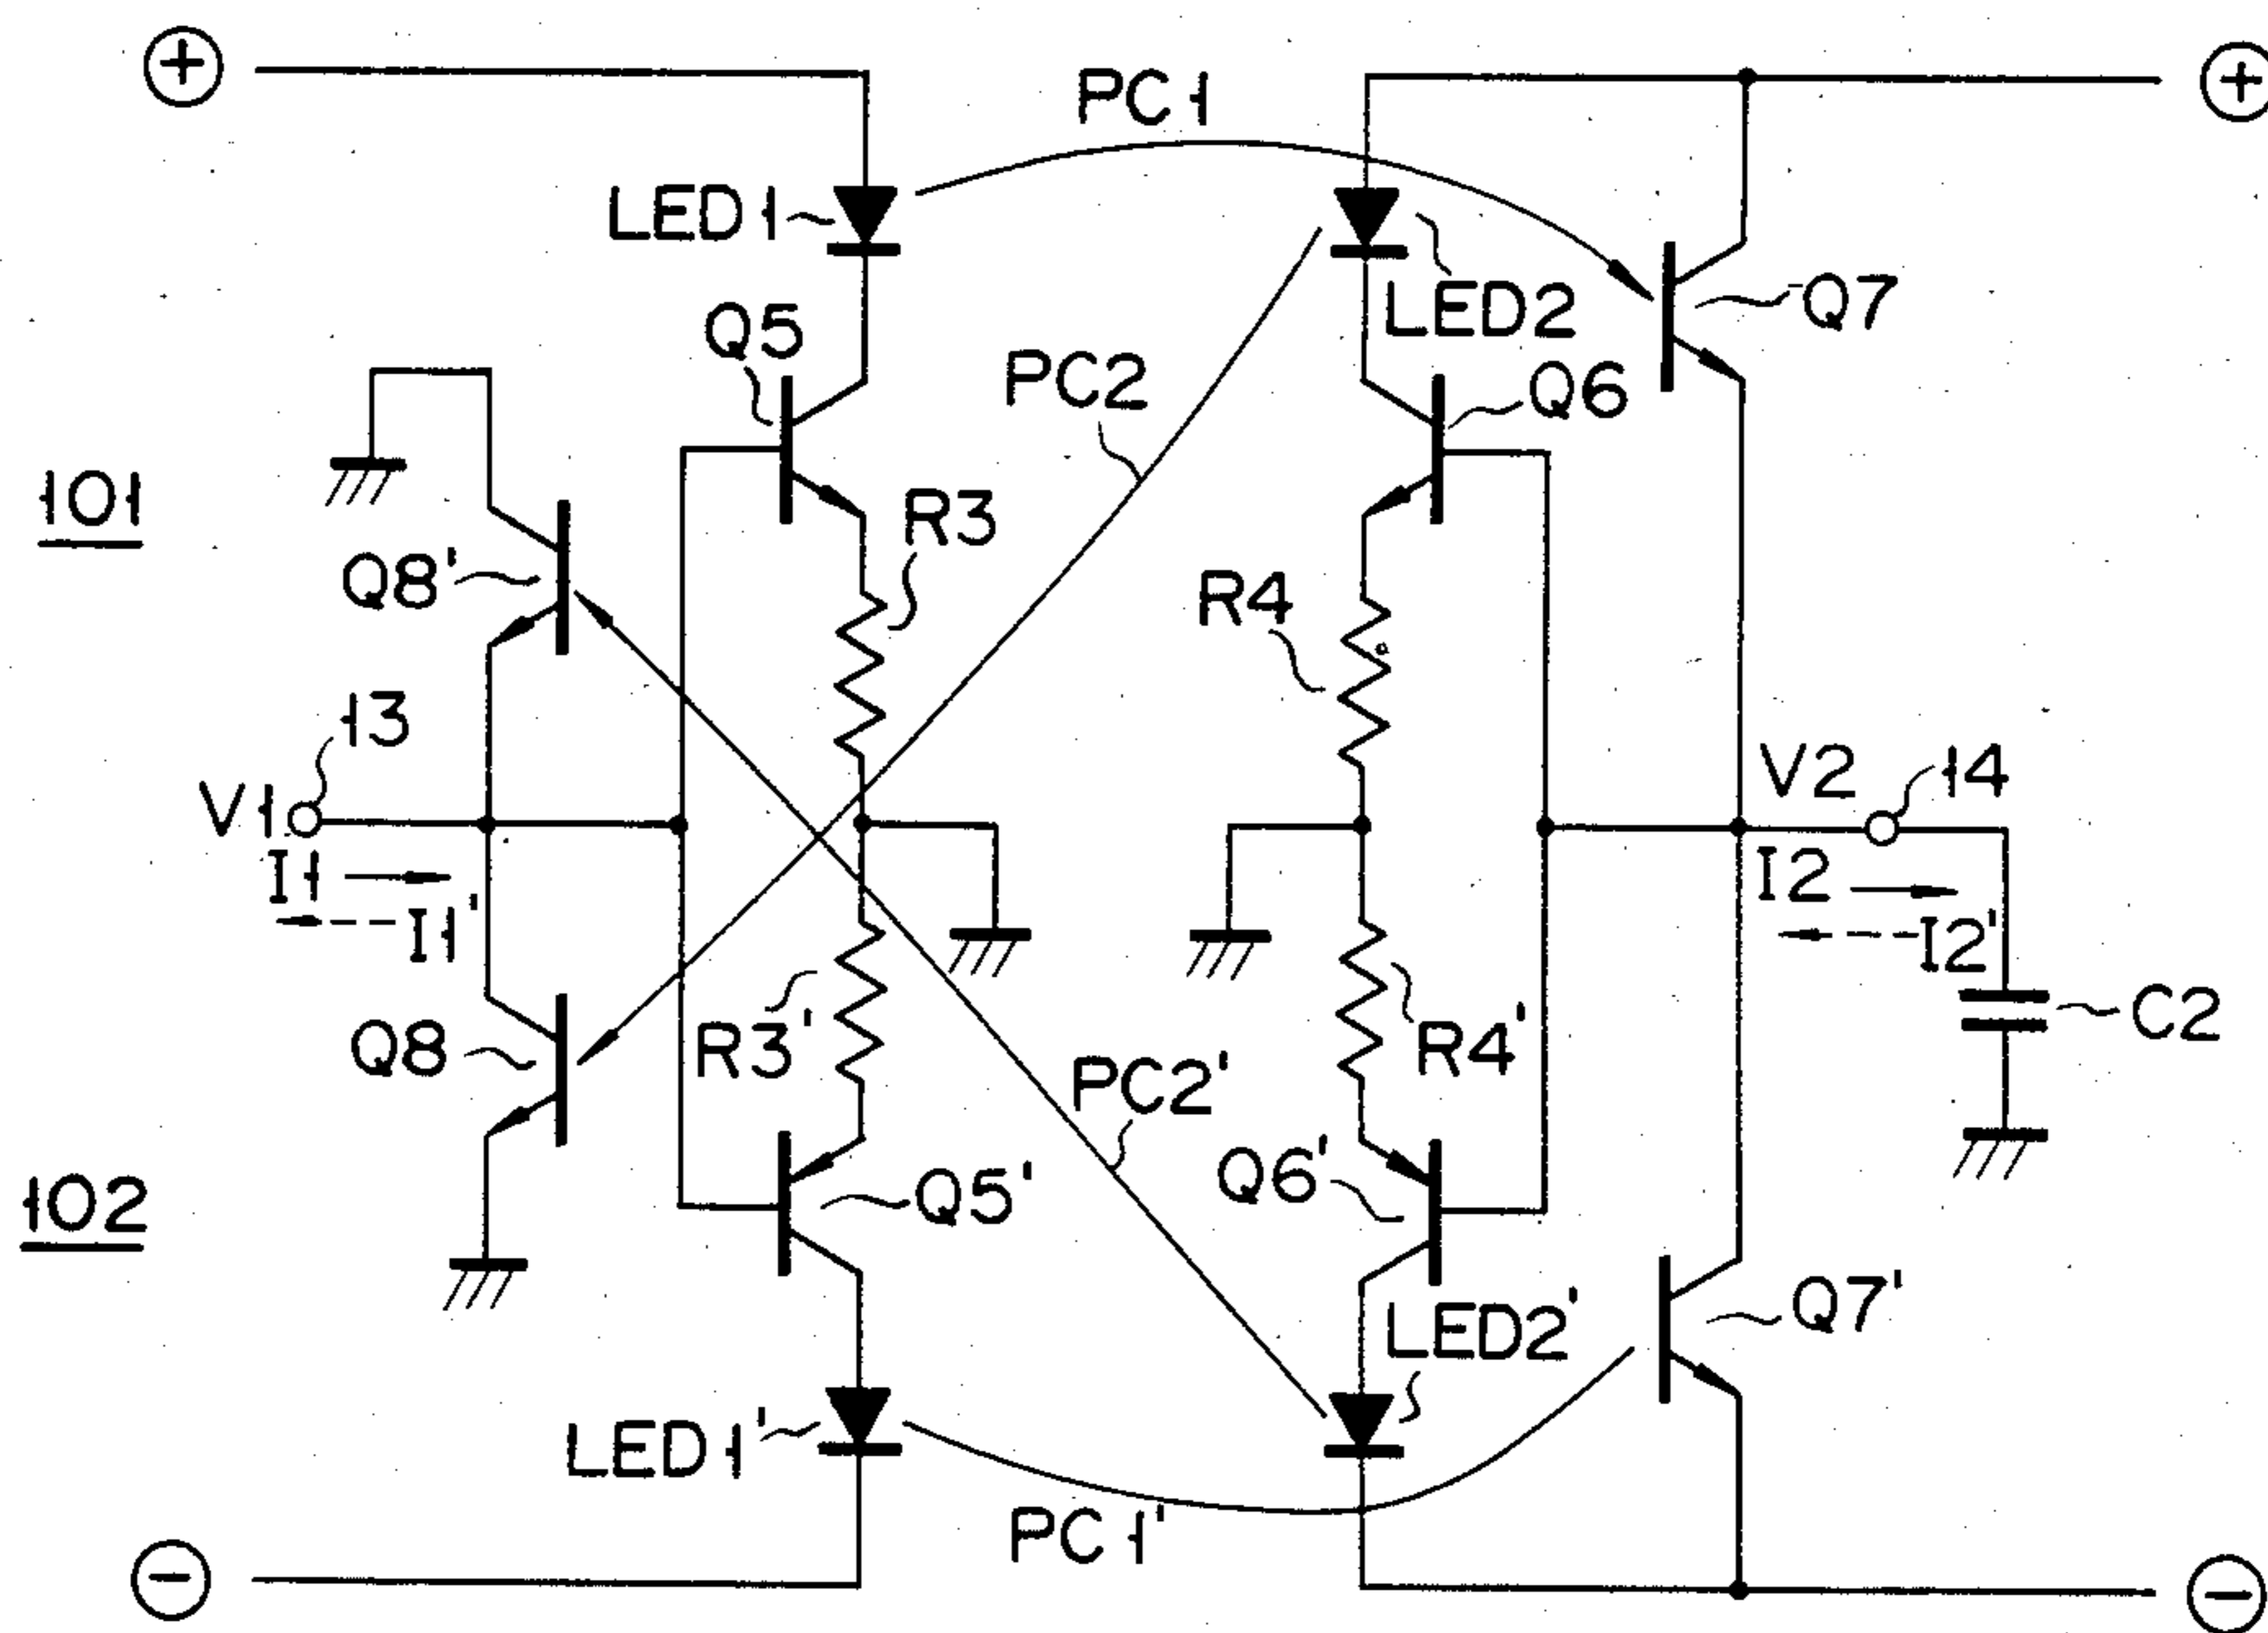 +
PC1
+
LED1
LED2
Q7
Q5
PC2
Q6
101
R3
Q8'
R4
13
V1
V2
14
I1
I1'
I2
I2'
C2
Q8
R3'
R4'
PC2'
102
Q5'
Q6'
Q7'
LED2'
LED1'
PC1'
−
−